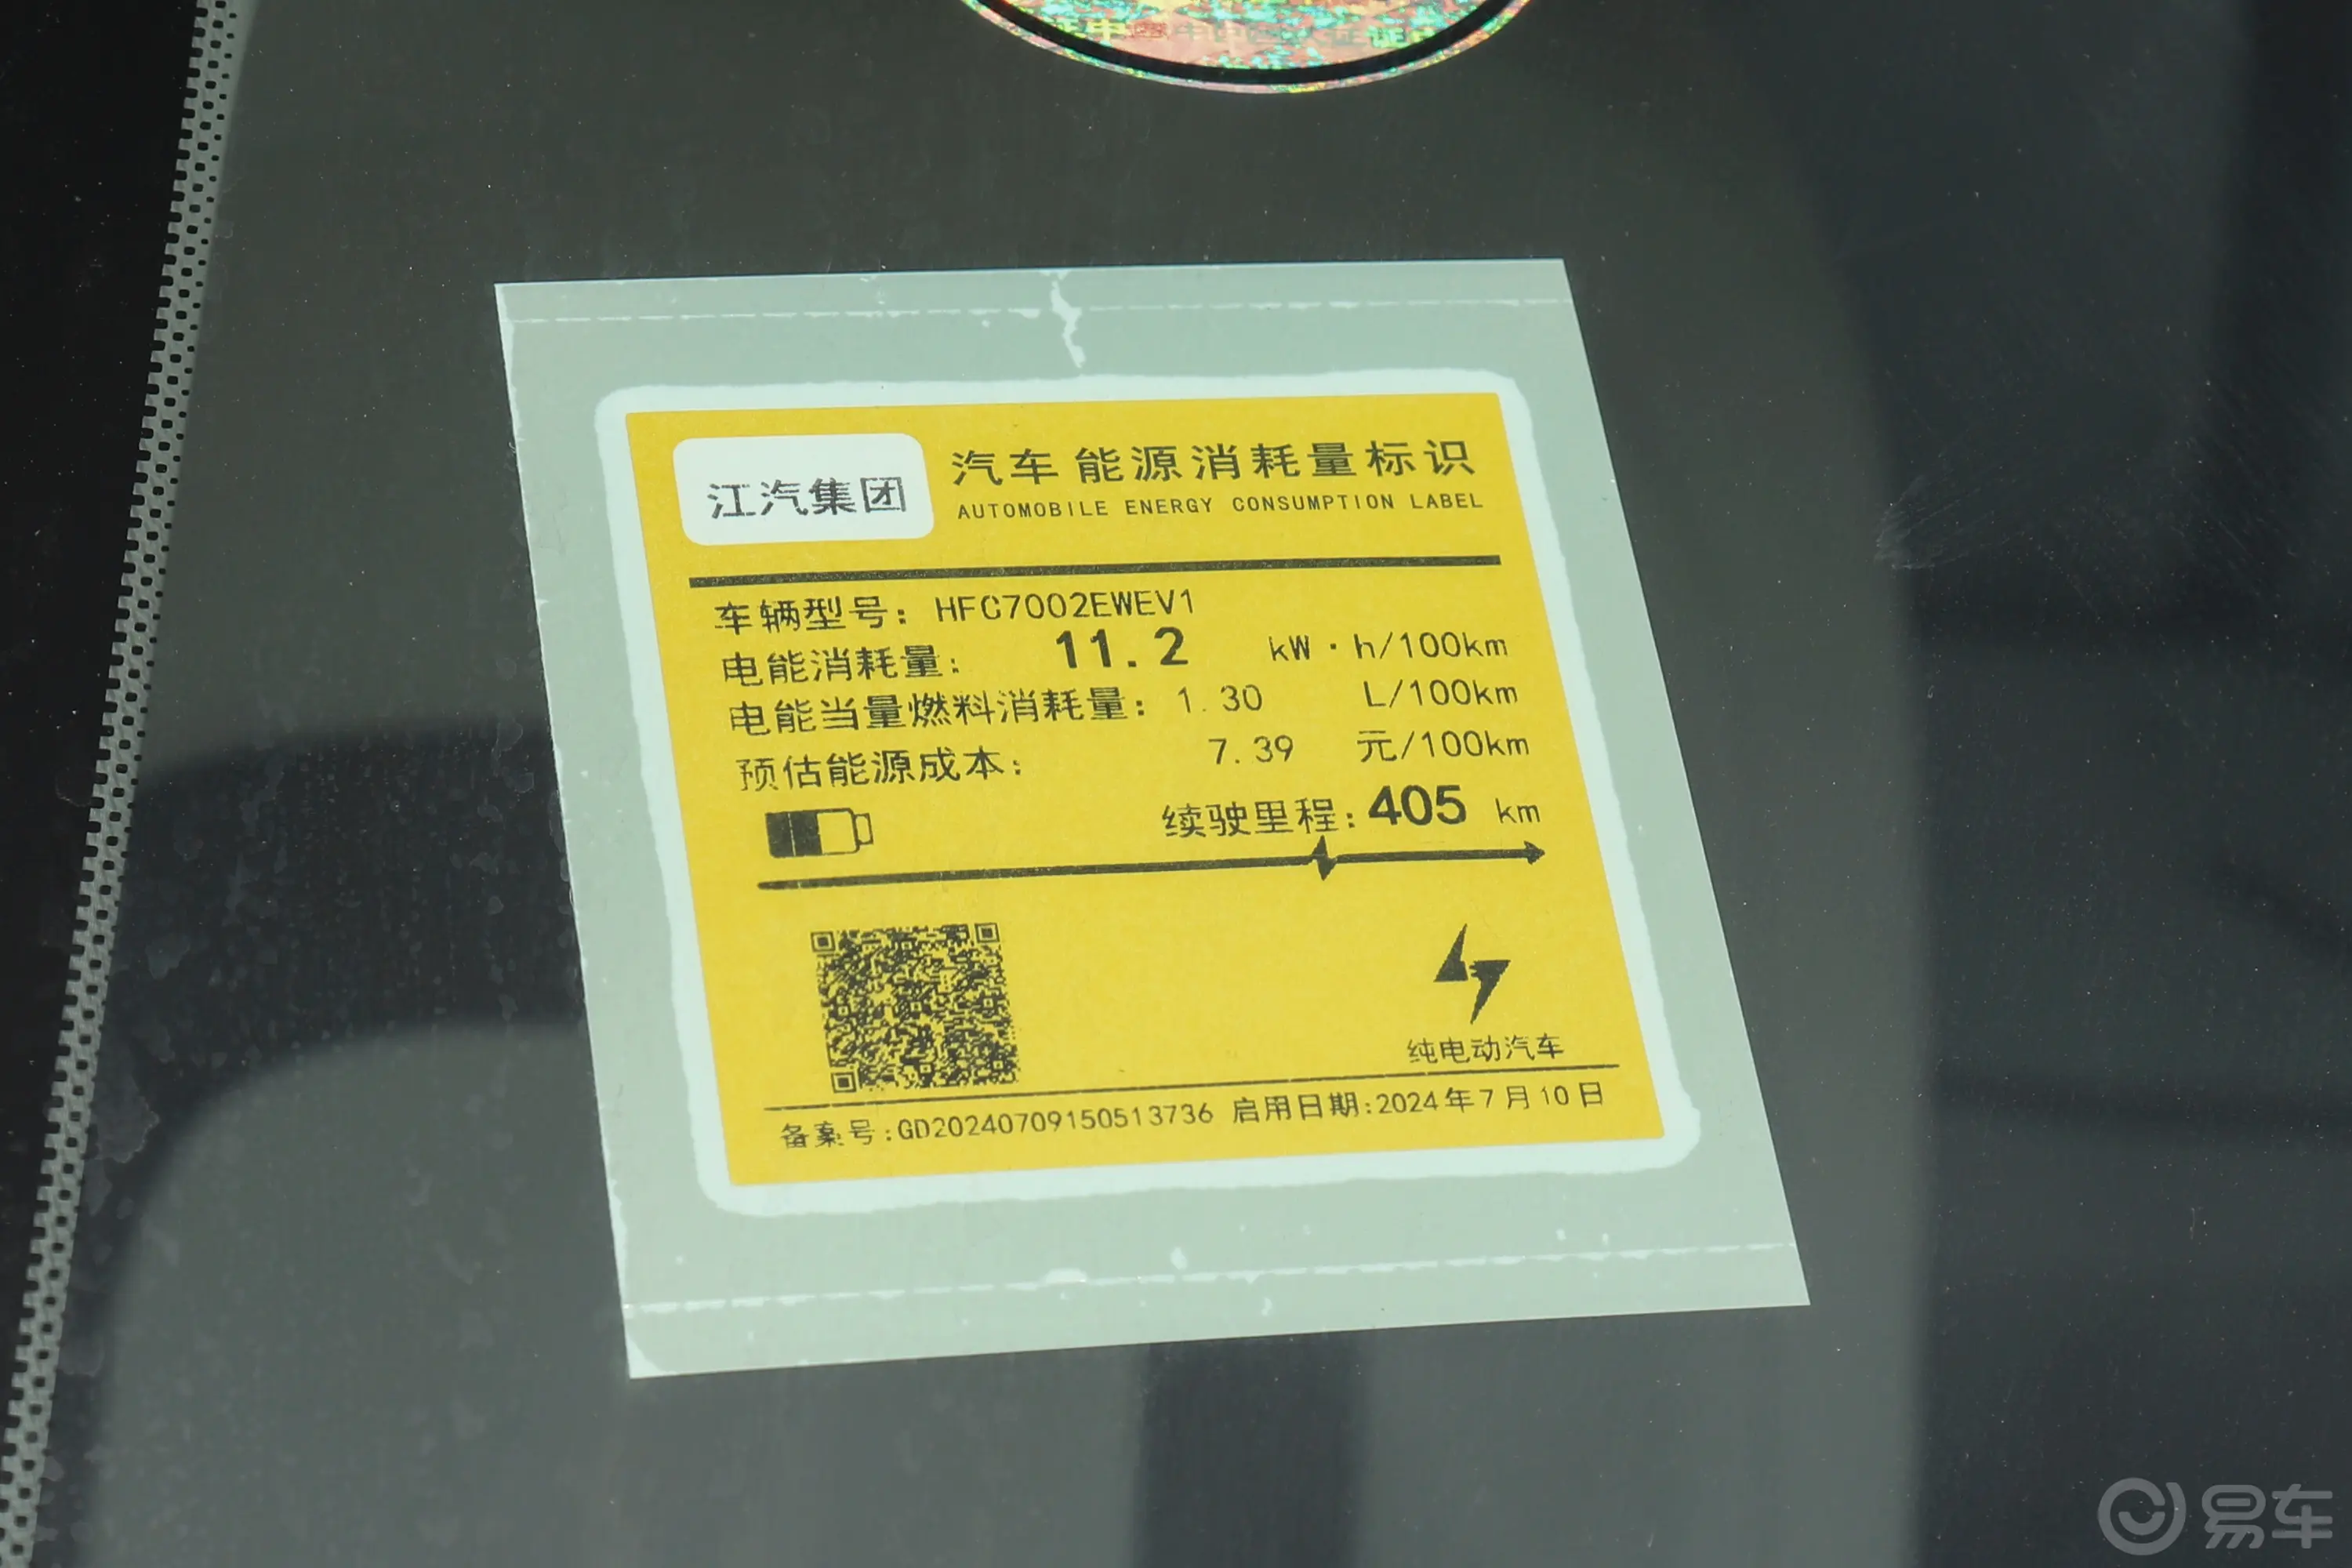 江汽集团
汽车能源消耗量标识
AUTOMOBILE ENERGY CONSUMPTION LABEL
车辆型号: HFC7002EWEV1
电能消耗量: 11.2 kW·h/100km
电能当量燃料消耗量: 1.30 L/100km
预估能源成本: 7.39 元/100km
续驶里程: 405 km
纯电动汽车
备案号:GD20240709150513736 启用日期:2024年7月10日
易车